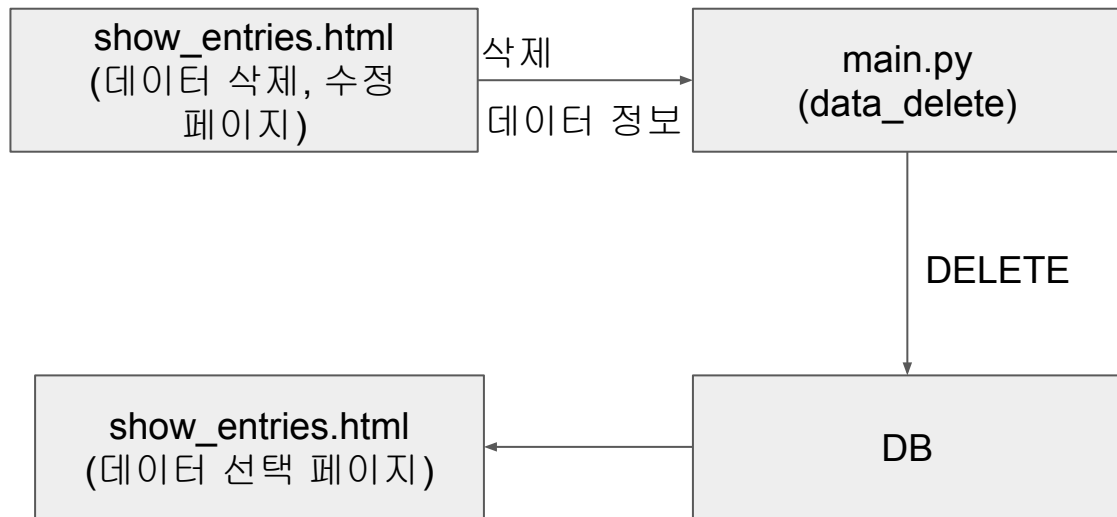 show_entries.html
(데이터 삭제, 수정
페이지)
삭제
데이터 정보
main.py
(data_delete)
DELETE
show_entries.html
(데이터 선택 페이지)
DB